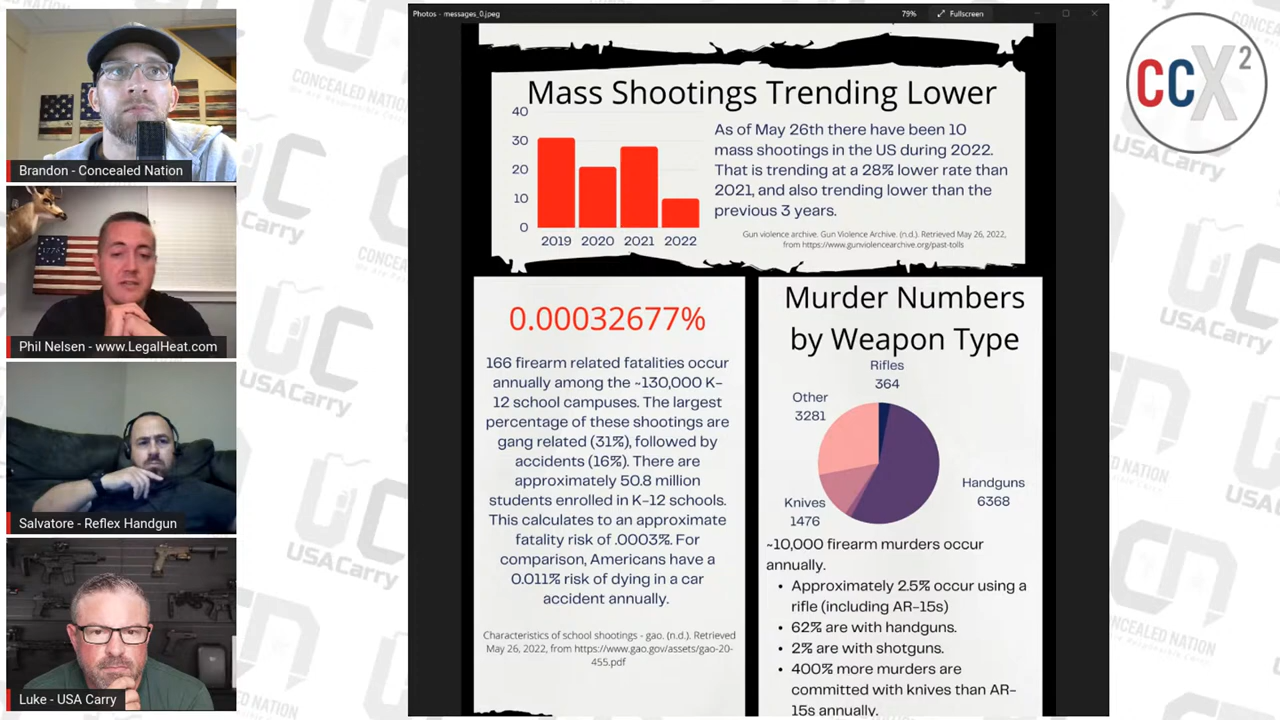 Photos - messages_0.jpeg
79%
Fullscreen
Mass Shootings Trending Lower
40
30
20
10
0
2019 2020 2021 2022
As of May 26th there have been 10
mass shootings in the US during 2022.
That is trending at a 28% lower rate than
2021, and also trending lower than the
previous 3 years.
Gun violence archive. Gun Violence Archive. (n.d.). Retrieved May 26, 2022,
from https://www.gunviolencearchive.org/past-tolls
0.00032677%
166 firearm related fatalities occur
annually among the ~130,000 K-
12 school campuses. The largest
percentage of these shootings are
gang related (31%), followed by
accidents (16%). There are
approximately 50.8 million
students enrolled in K-12 schools.
This calculates to an approximate
fatality risk of .0003%. For
comparison, Americans have a
0.011% risk of dying in a car
accident annually.
Characteristics of school shootings - gao. (n.d.). Retrieved
May 26, 2022, from https://www.gao.gov/assets/gao-20-
455.pdf
Murder Numbers
by Weapon Type
Rifles
364
Other
3281
Handguns
6368
Knives
1476
~10,000 firearm murders occur
annually.
• Approximately 2.5% occur using a
rifle (including AR-15s)
• 62% are with handguns.
• 2% are with shotguns.
• 400% more murders are
committed with knives than AR-
15s annually.
Brandon - Concealed Nation
Phil Nelsen - www.LegalHeat.com
Salvatore - Reflex Handgun
Luke - USA Carry
CCX2
CONCEALED NATION
USACarry
USACarry
USACarry
USACarry